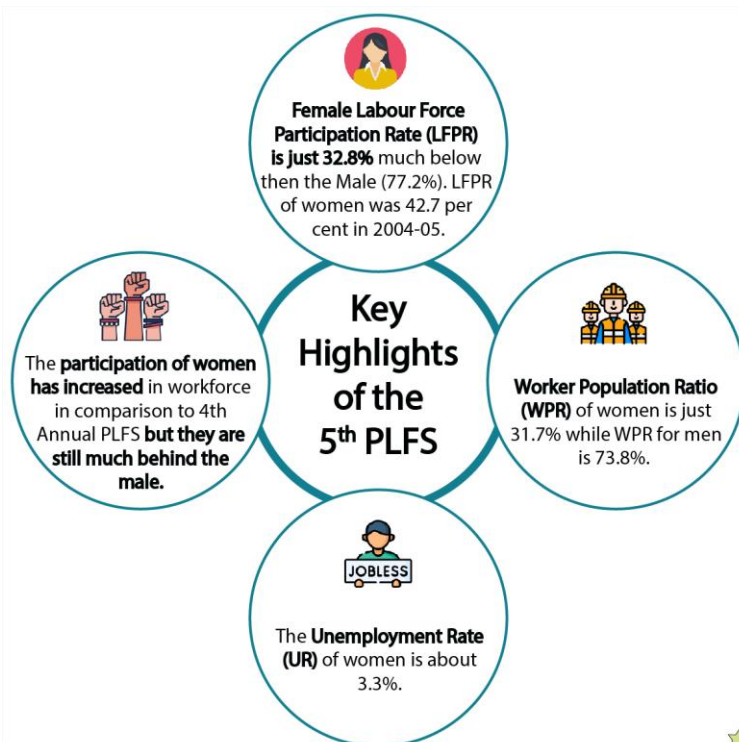 Female Labour Force
Participation Rate (LFPR)
is just 32.8% much below
then the Male (77.2%). LFPR
of women was 42.7 per
cent in 2004-05.
The participation of women
has increased in workforce
in comparison to 4th
Annual PLFS but they are
still much behind the
male.
Key
Highlights
of the
5th PLFS
Worker Population Ratio
(WPR) of women is just
31.7% while WPR for men
is 73.8%.
JOBLESS
The Unemployment Rate
(UR) of women is about
3.3%.